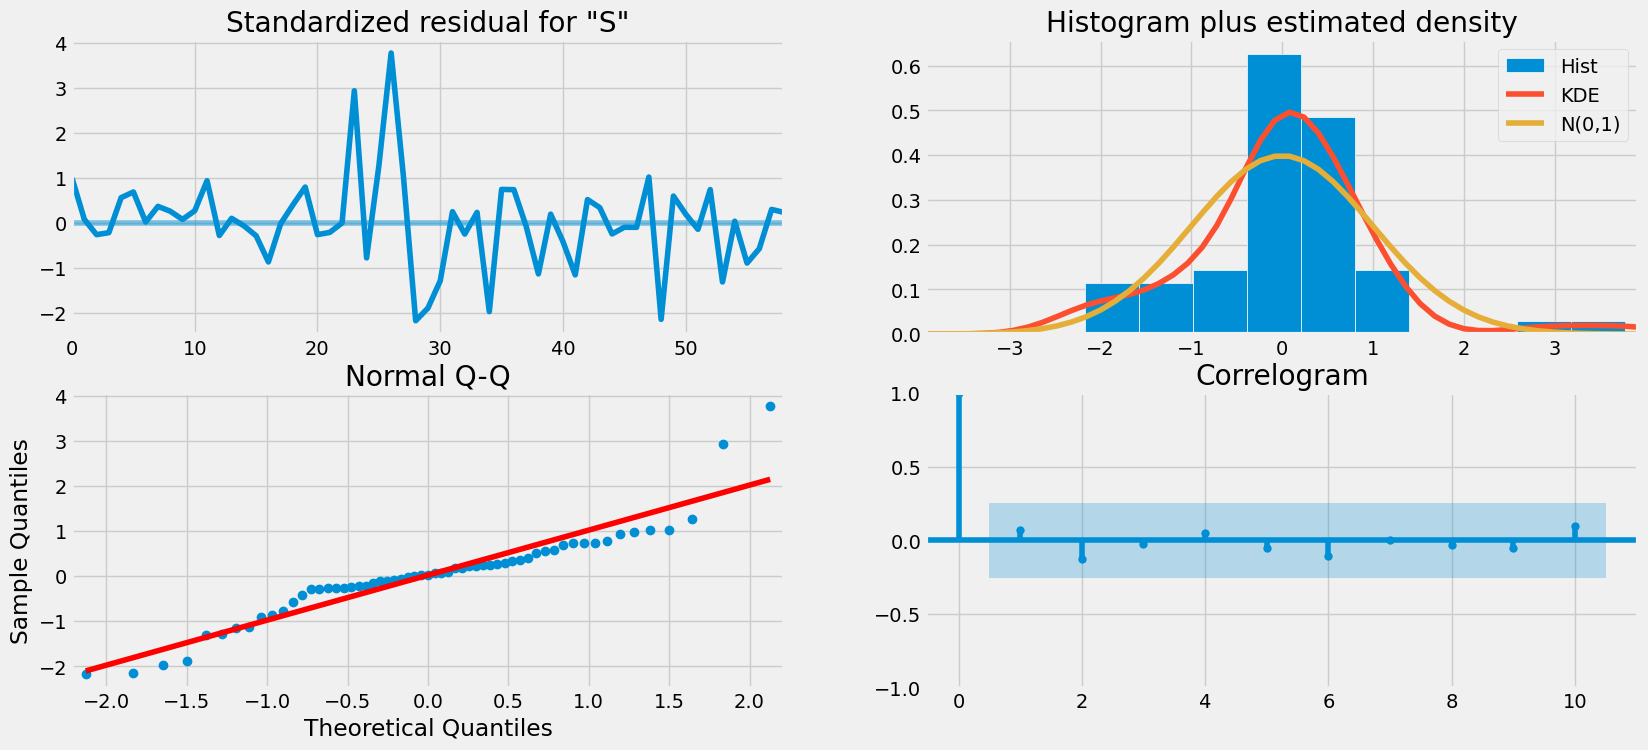 Standardized residual for "S"
4
3
2
1
0
−1
−2
0 10 20 30 40 50
Histogram plus estimated density
Hist
KDE
N(0,1)
0.6
0.5
0.4
0.3
0.2
0.1
0.0
−3 −2 −1 0 1 2 3
Normal Q-Q
Sample Quantiles
4
3
2
1
0
−1
−2
−2.0 −1.5 −1.0 −0.5 0.0 0.5 1.0 1.5 2.0
Theoretical Quantiles
Correlogram
1.0
0.5
0.0
−0.5
−1.0
0 2 4 6 8 10